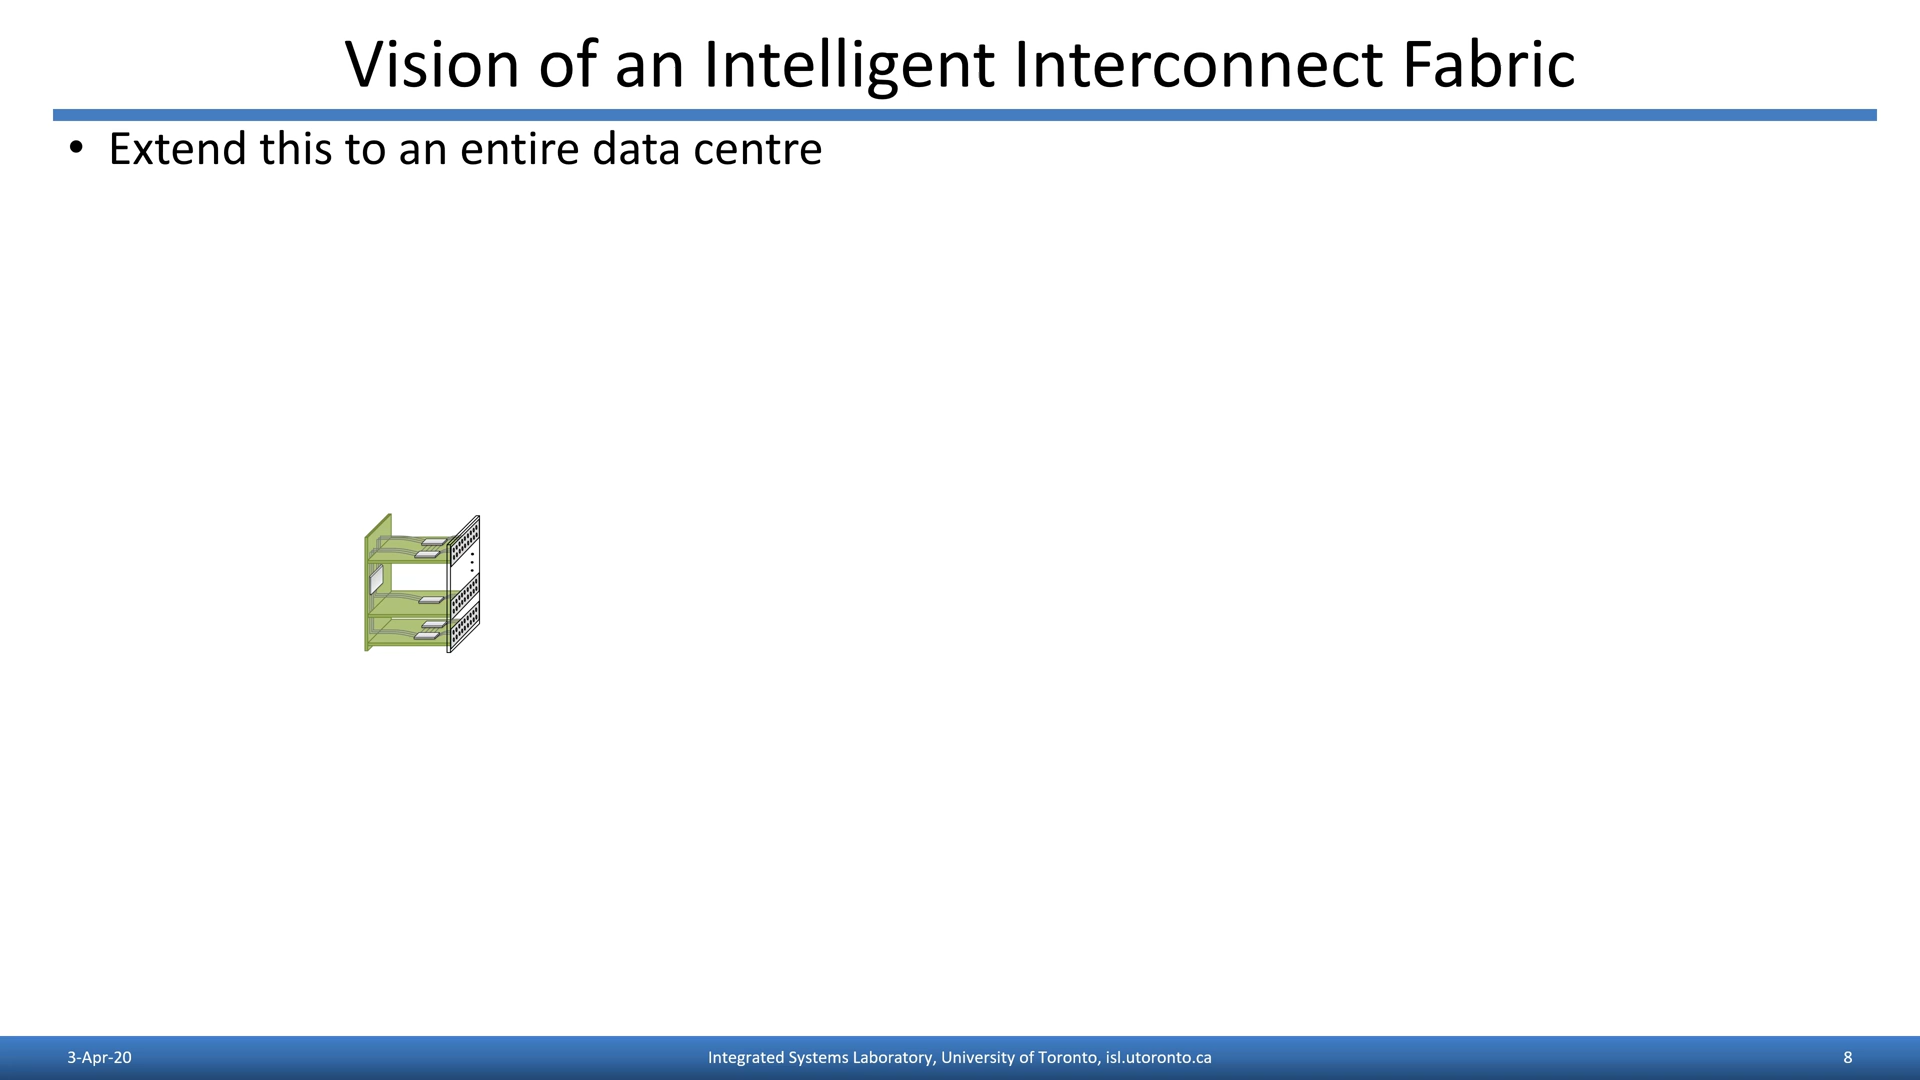 Vision of an Intelligent Interconnect Fabric
• Extend this to an entire data centre
3-Apr-20
Integrated Systems Laboratory, University of Toronto, isl.utoronto.ca
8